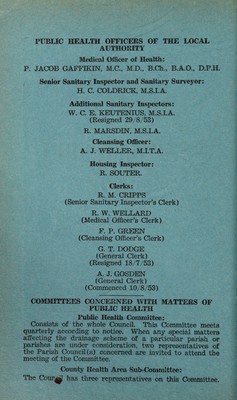 PUBLIC HEALTH OFFICERS OF THE LOCAL
AUTHORITY
Medical Officer of Health:
P. JACOB GAFFIKIN, M.C., M.D., B.Ch., B.A.O., D.P.H.
Senior Sanitary Inspector and Sanitary Surveyor:
H. C. COLDRICK, M.S.I.A.
Additional Sanitary Inspectors:
W. C. E. KEUTENIUS, M.S.I.A.
(Resigned 29/8/53)
R. MARSDIN, M.S.I.A.
Cleansing Officer:
A. J. WELLER, M.I.T.A.
Housing Inspector:
R. SOUTER.
Clerks:
R. M. CRIPPS
(Senior Sanitary Inspector's Clerk)
R. W. WELLARD
(Medical Officer's Clerk)
F. P. GREEN
(Cleansing Officer's Clerk)
G. T. DODGE
(General Clerk)
(Resigned 18/7/53)
A. J. GOSDEN
(General Clerk)
(Commenced 10/8/53)
COMMITTEES CONCERNED WITH MATTERS OF
PUBLIC HEALTH
Public Health Committee:
Consists of the whole Council. This Committee meets
quarterly according to notice. When any special matters
affecting the drainage scheme of a particular parish or
parishes are under consideration, two representatives of
the Parish Council(s) concerned are invited to attend the
meeting of the Committee.
County Health Area Sub-Committee:
The Council has three representatives on this Committee.